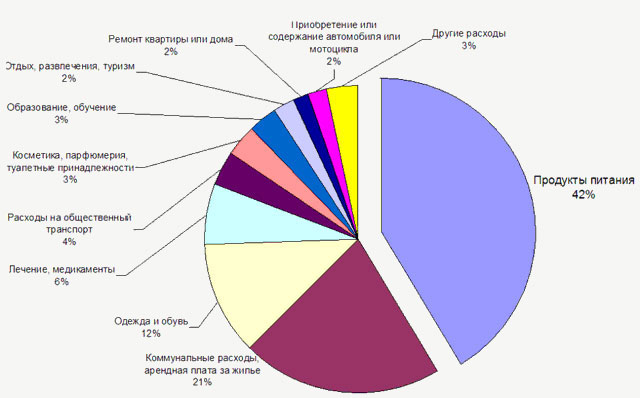 Приобретение или
содержание автомобиля или
мотоцикла
2%
Другие расходы
3%
Ремонт квартиры или дома
2%
Отдых, развлечения, туризм
2%
Образование, обучение
3%
Косметика, парфюмерия,
туалетные принадлежности
3%
Расходы на общественный
транспорт
4%
Лечение, медикаменты
6%
Одежда и обувь
12%
Коммунальные расходы,
арендная плата за жилье
21%
Продукты питания
42%